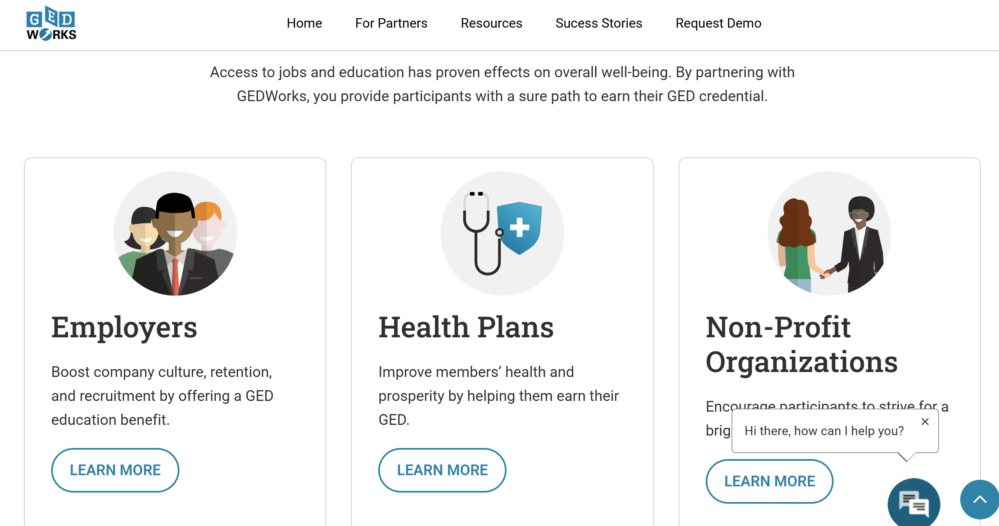 GED
WORKS
Home For Partners Resources Sucess Stories Request Demo
Access to jobs and education has proven effects on overall well-being. By partnering with
GEDWorks, you provide participants with a sure path to earn their GED credential.
Employers
Boost company culture, retention,
and recruitment by offering a GED
education benefit.
LEARN MORE
Health Plans
Improve members’ health and
prosperity by helping them earn their
GED.
LEARN MORE
Non-Profit
Organizations
Encourage participants to strive for a
brig
Hi there, how can I help you?
LEARN MORE